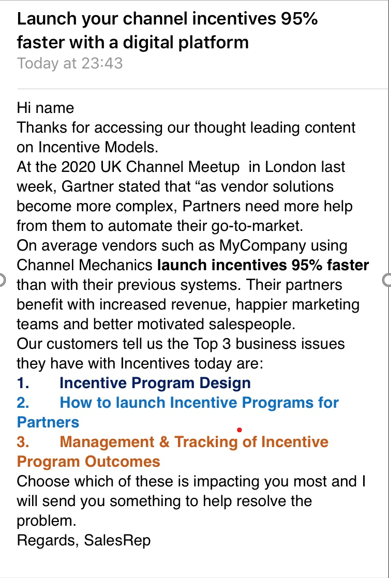 Launch your channel incentives 95%
faster with a digital platform
Today at 23:43
Hi name
Thanks for accessing our thought leading content
on Incentive Models.
At the 2020 UK Channel Meetup  in London last
week, Gartner stated that “as vendor solutions
become more complex, Partners need more help
from them to automate their go-to-market.
On average vendors such as MyCompany using
Channel Mechanics launch incentives 95% faster
than with their previous systems. Their partners
benefit with increased revenue, happier marketing
teams and better motivated salespeople.
Our customers tell us the Top 3 business issues
they have with Incentives today are:
1. Incentive Program Design
2. How to launch Incentive Programs for
Partners
3. Management & Tracking of Incentive
Program Outcomes
Choose which of these is impacting you most and I
will send you something to help resolve the
problem.
Regards, SalesRep